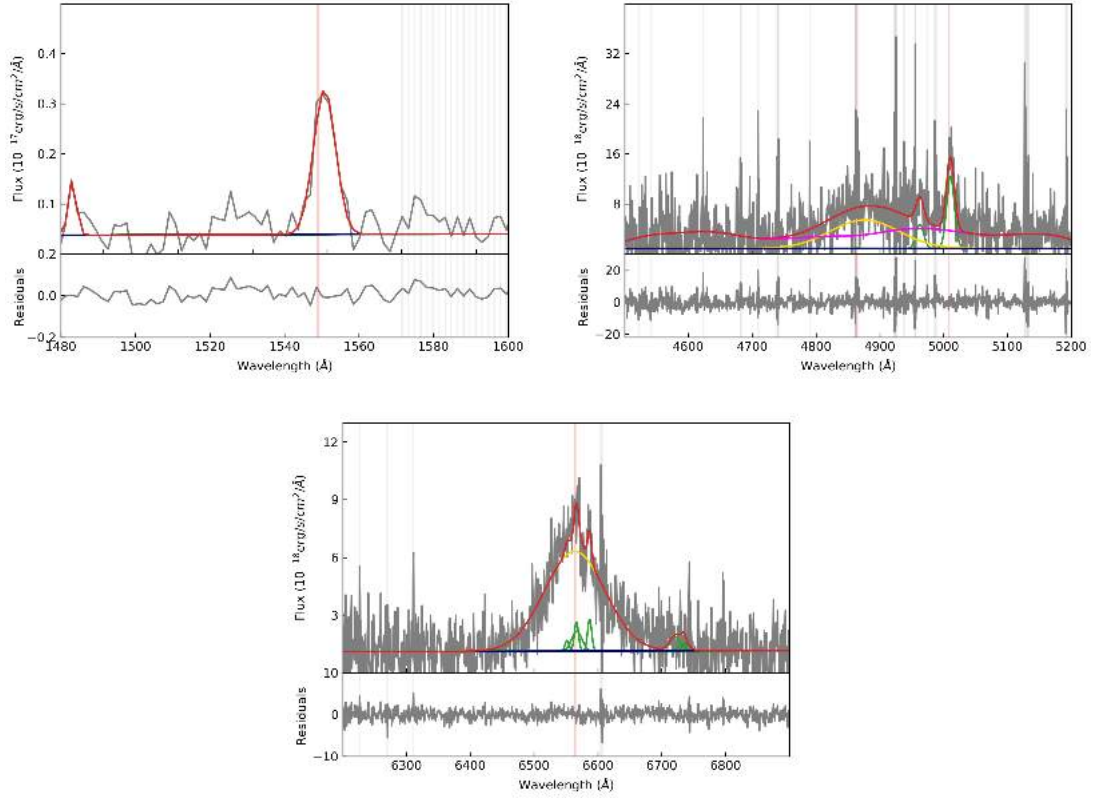 Flux (10 ¹⁷erg/s/cm²/Å)
0.4
0.3
0.2
0.1
Residuals
0.2
0.0
−0.2
1480 1500 1520 1540 1560 1580 1600
Wavelength (Å)
Flux (10 ¹⁸erg/s/cm²/Å)
32
24
16
8
Residuals
20
0
−20
4600 4700 4800 4900 5000 5100 5200
Wavelength (Å)
Flux (10 ¹⁸erg/s/cm²/Å)
12
9
6
3
Residuals
10
0
−10
6300 6400 6500 6600 6700 6800
Wavelength (Å)